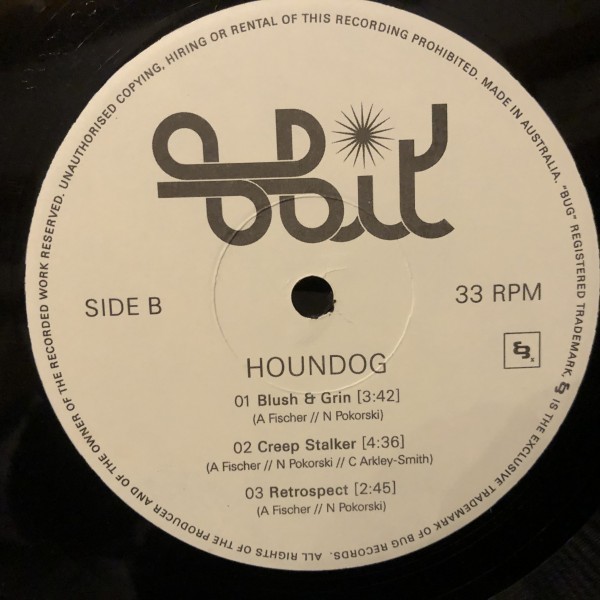 ALL RIGHTS OF THE PRODUCER AND OF THE OWNER OF THE RECORDED WORK RESERVED. UNAUTHORISED COPYING, HIRING OR RENTAL OF THIS RECORDING PROHIBITED. MADE IN AUSTRALIA. "BUG" REGISTERED TRADEMARK. IS THE EXCLUSIVE TRADEMARK OF BUG RECORDS.
SIDE B
33 RPM
HOUNDOG
01 Blush & Grin [3:42]
(A Fischer // N Pokorski)
02 Creep Stalker [4:36]
(A Fischer // N Pokorski // C Arkley-Smith)
03 Retrospect [2:45]
(A Fischer // N Pokorski)